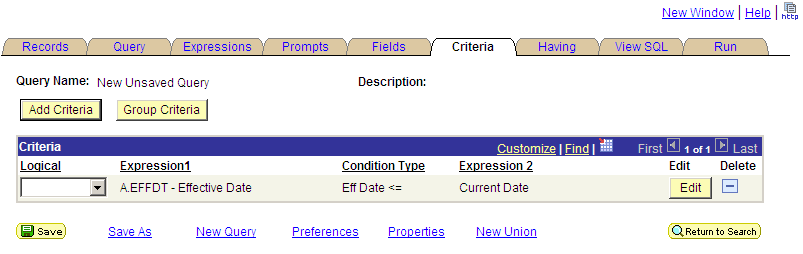 New Window | Help | http
Records Query Expressions Prompts Fields Criteria Having View SQL Run
Query Name: New Unsaved Query Description:
Add Criteria Group Criteria
Criteria Customize | Find | First 1 of 1 Last
Logical Expression1 Condition Type Expression 2 Edit Delete
A.EFFDT - Effective Date Eff Date <= Current Date Edit
Save Save As New Query Preferences Properties New Union Return to Search